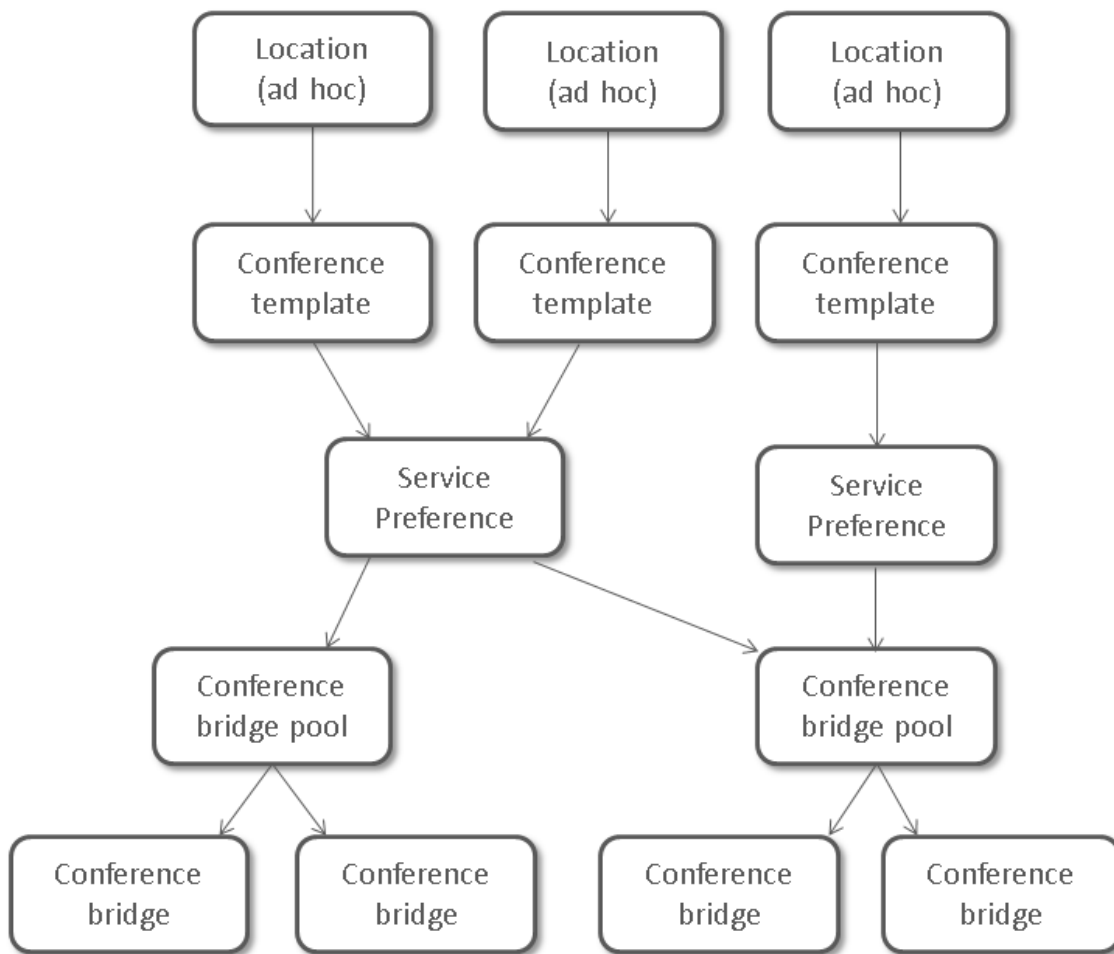 Location
(ad hoc)
Location
(ad hoc)
Location
(ad hoc)
Conference
template
Conference
template
Conference
template
Service
Preference
Service
Preference
Conference
bridge pool
Conference
bridge pool
Conference
bridge
Conference
bridge
Conference
bridge
Conference
bridge